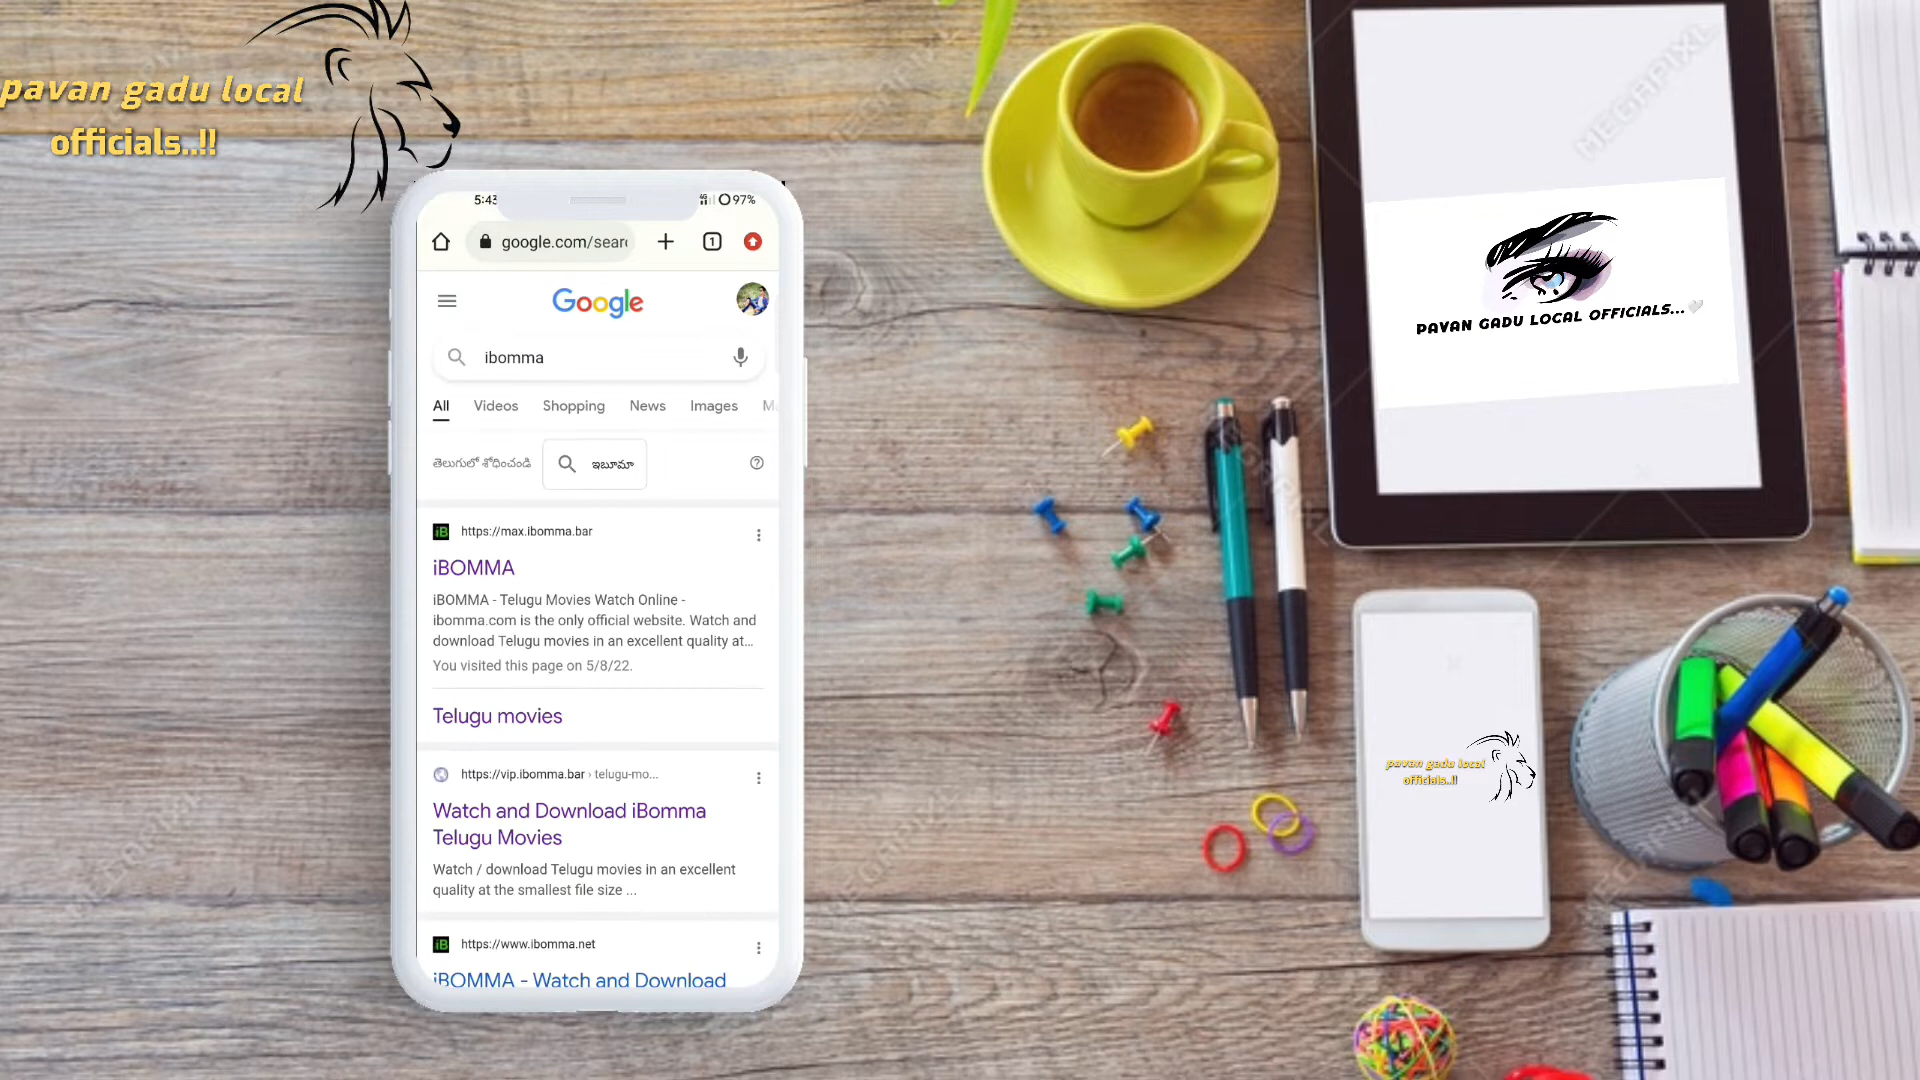 pavan gadu local
officials..!!
5:43
97%
google.com/sear
1
Google
ibomma
All Videos Shopping News Images
తెలుగులో శోధించండి ఇబూమా
iB https://max.ibomma.bar
iBOMMA
iBOMMA - Telugu Movies Watch Online -
ibomma.com is the only official website. Watch and
download Telugu movies in an excellent quality at...
You visited this page on 5/8/22.
Telugu movies
https://vip.ibomma.bar › telugu-mo...
Watch and Download iBomma
Telugu Movies
Watch / download Telugu movies in an excellent
quality at the smallest file size ...
iB https://www.ibomma.net
iBOMMA - Watch and Download
MEGAPIXL
PAVAN GADU LOCAL OFFICIALS...🤍
pavan gadu local
officials..!!